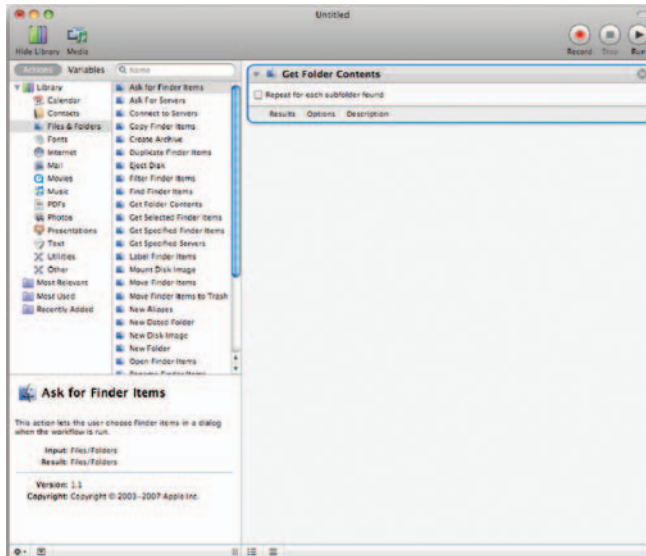 Untitled
Hide Library Media
Record Stop Run
Actions Variables Name
Library
Calendar
Contacts
Files & Folders
Fonts
Internet
Mail
Movies
Music
PDFs
Photos
Presentations
Text
Utilities
Other
Most Relevant
Most Used
Recently Added
Ask for Finder Items
Ask For Servers
Connect to Servers
Copy Finder Items
Create Archive
Duplicate Finder Items
Eject Disk
Filter Finder Items
Find Finder Items
Get Folder Contents
Get Selected Finder Items
Get Specified Finder Items
Get Specified Servers
Label Finder Items
Mount Disk Image
Move Finder Items
Move Finder Items to Trash
New Aliases
New Dated Folder
New Disk Image
New Folder
Open Finder Items
Rename Finder Items
Get Folder Contents
Repeat for each subfolder found
Results Options Description
Ask for Finder Items
This action lets the user choose Finder items in a dialog
when the workflow is run.
Input: Files/Folders
Result: Files/Folders
Version: 1.1
Copyright: Copyright © 2003–2007 Apple Inc.